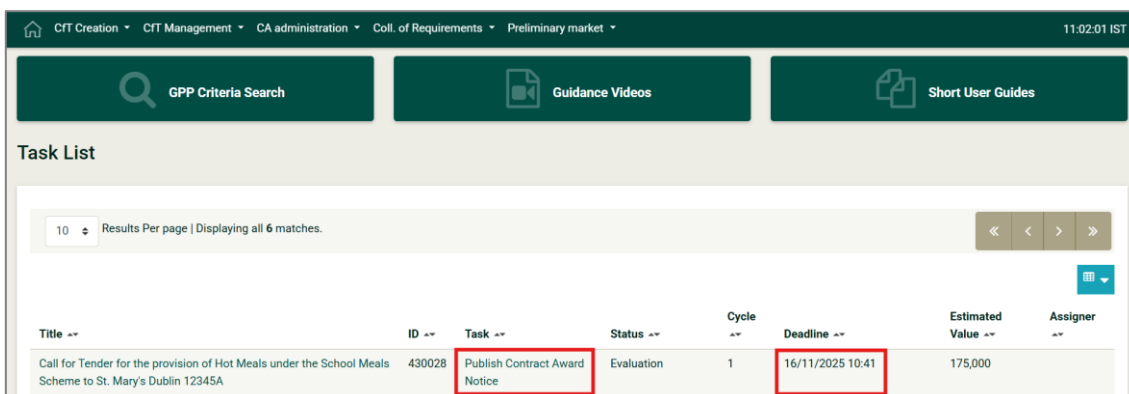 CfT Creation CfT Management CA administration Coll. of Requirements Preliminary market 11:02:01 IST
GPP Criteria Search Guidance Videos Short User Guides
Task List
10 Results Per page | Displaying all 6 matches.
« < > »
Title ID Task Status Cycle Deadline Estimated Value Assigner
Call for Tender for the provision of Hot Meals under the School Meals
Scheme to St. Mary's Dublin 12345A
430028
Publish Contract Award
Notice
Evaluation
1
16/11/2025 10:41
175,000